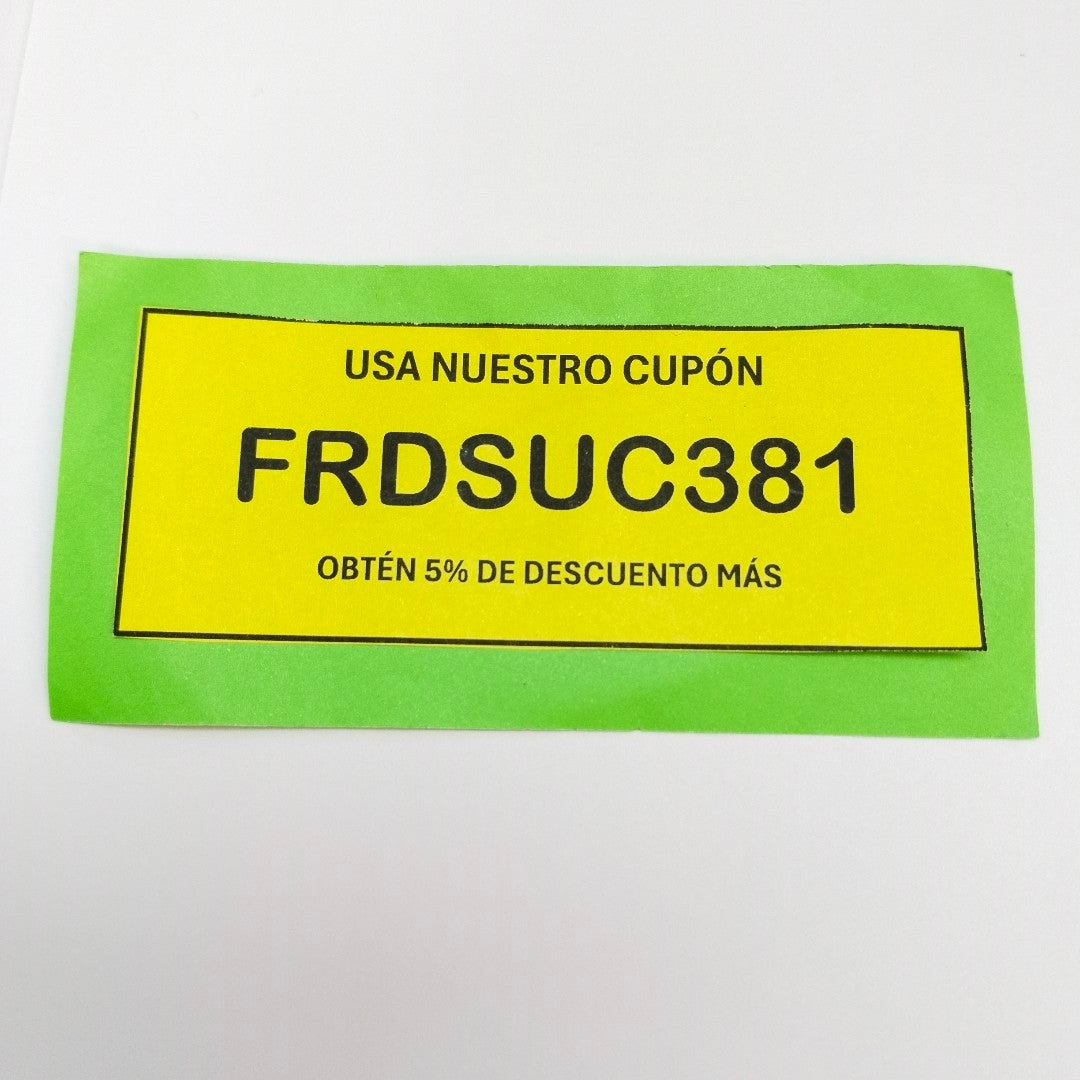 USA NUESTRO CUPÓN
FRDSUC381
OBTÉN 5% DE DESCUENTO MÁS